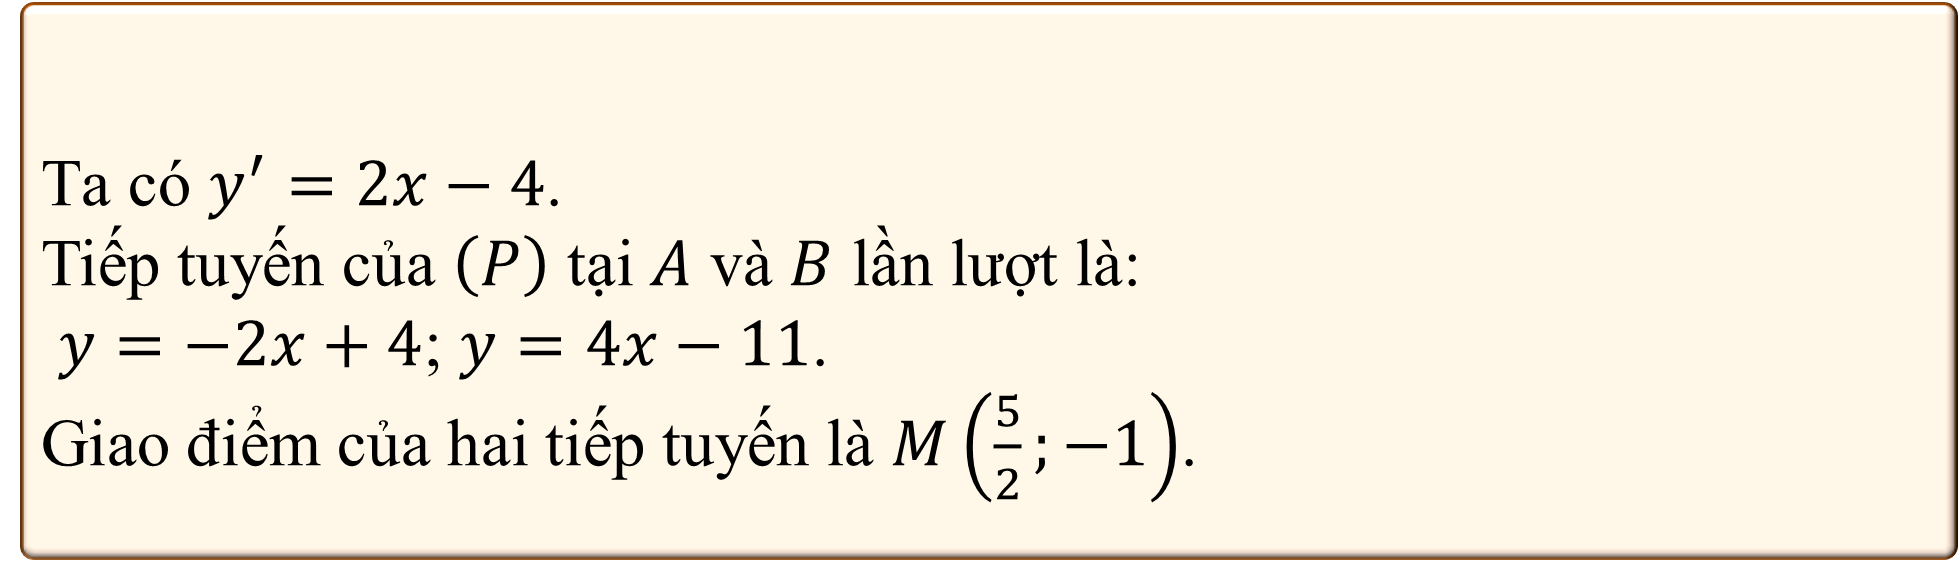 Ta có y′ = 2x − 4.
Tiếp tuyến của (P) tại A và B lần lượt là:
y = −2x + 4; y = 4x − 11.
Giao điểm của hai tiếp tuyến là M (5/2; −1).